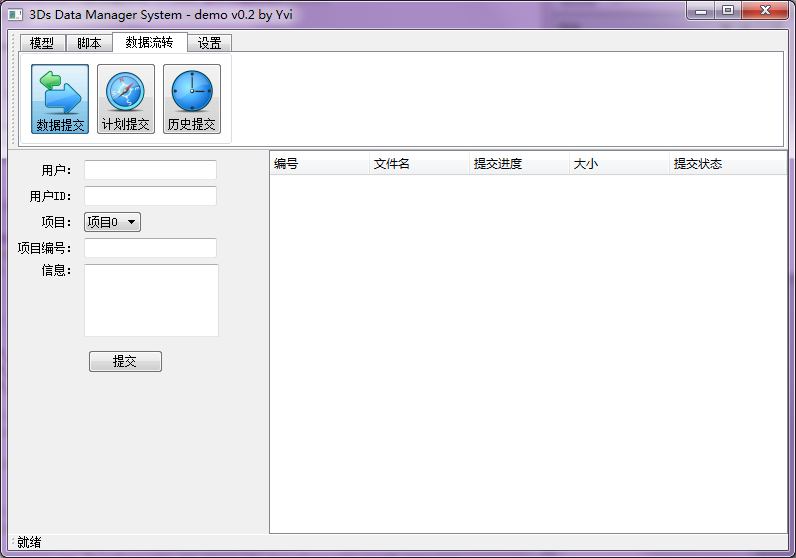 3Ds Data Manager System - demo v0.2 by Yvi
模型 脚本 数据流转 设置
数据提交 计划提交 历史提交
编号 文件名 提交进度 大小 提交状态
用户：
用户ID：
项目： 项目0
项目编号：
信息：
提交
就绪